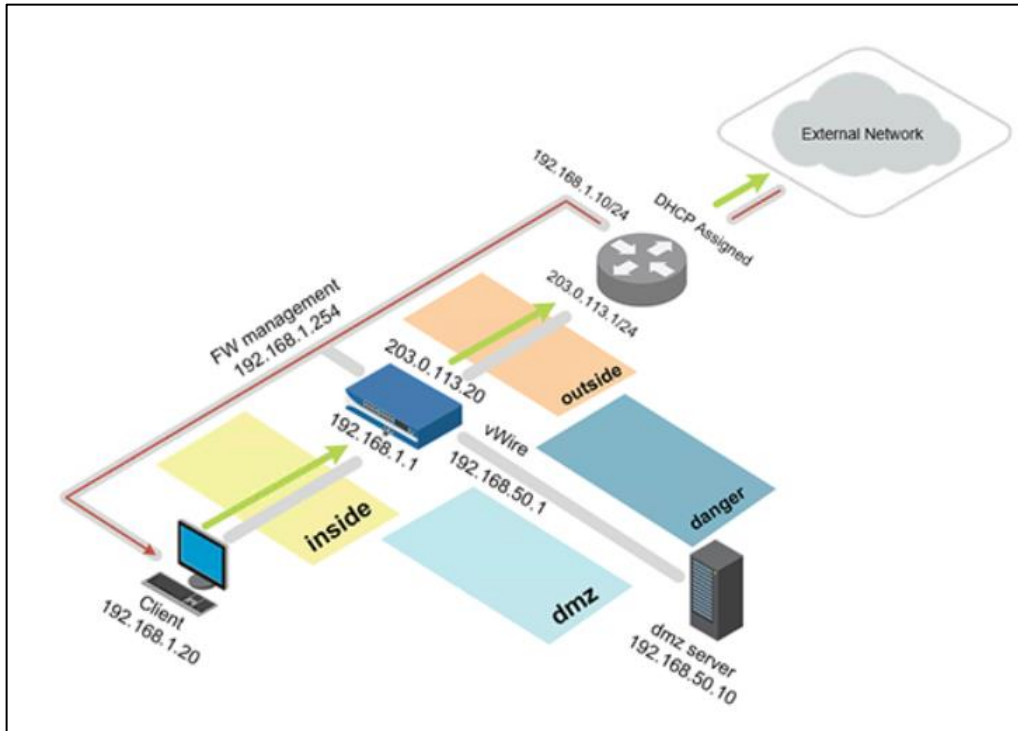 External Network
192.168.1.10/24
DHCP Assigned
203.0.113.1/24
FW management
192.168.1.254
203.0.113.20
outside
192.168.1.1
vWire
192.168.50.1
danger
inside
dmz
Client
192.168.1.20
dmz server
192.168.50.10